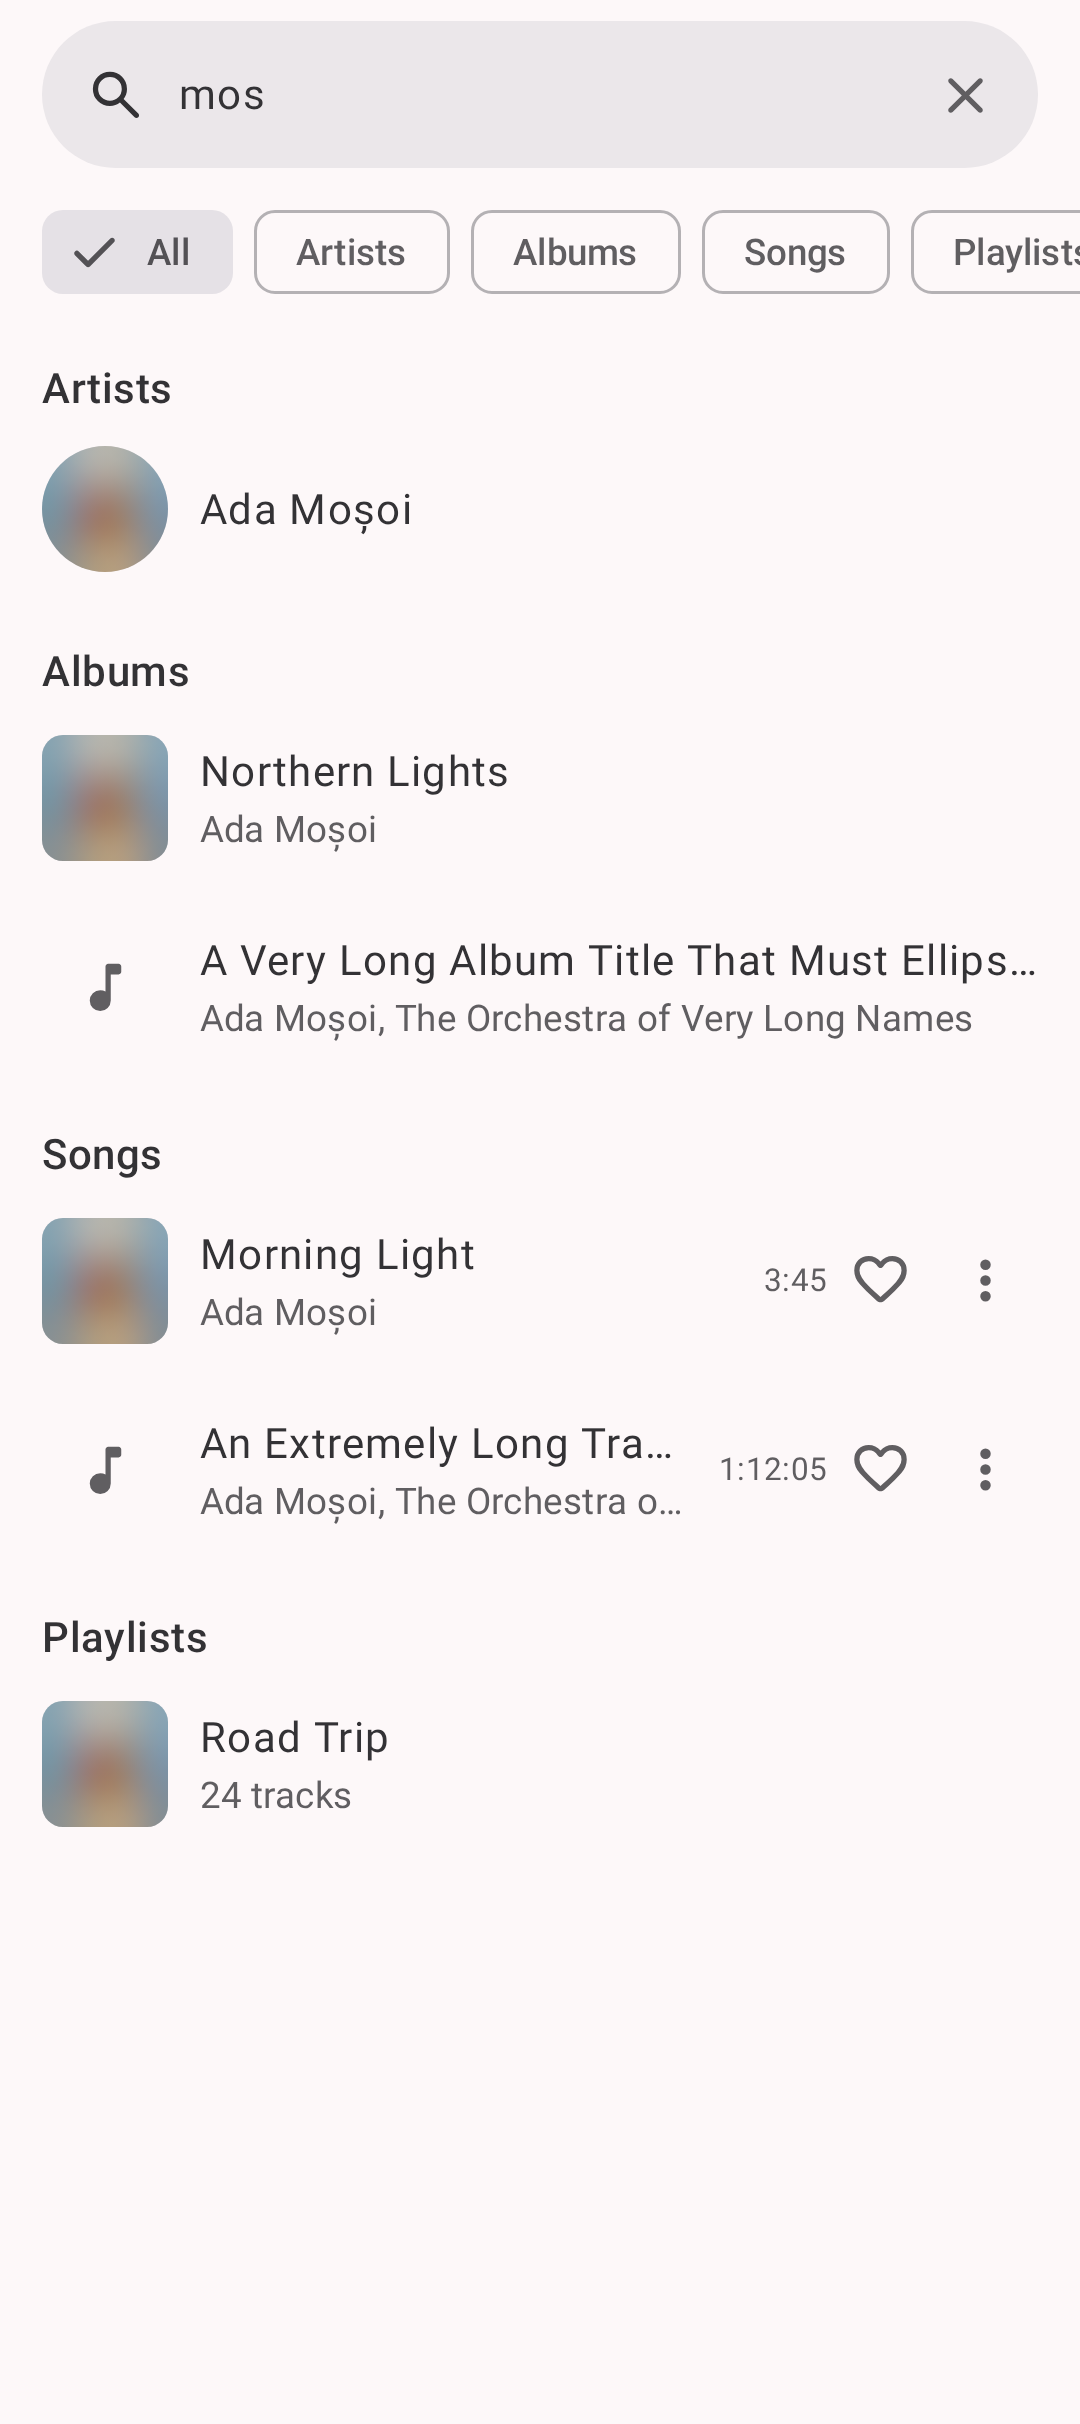 mos
All Artists Albums Songs Playlists
Artists
Ada Moșoi
Albums
Northern Lights
Ada Moșoi
A Very Long Album Title That Must Ellips…
Ada Moșoi, The Orchestra of Very Long Names
Songs
Morning Light
Ada Moșoi
3:45
An Extremely Long Tra…
Ada Moșoi, The Orchestra o…
1:12:05
Playlists
Road Trip
24 tracks